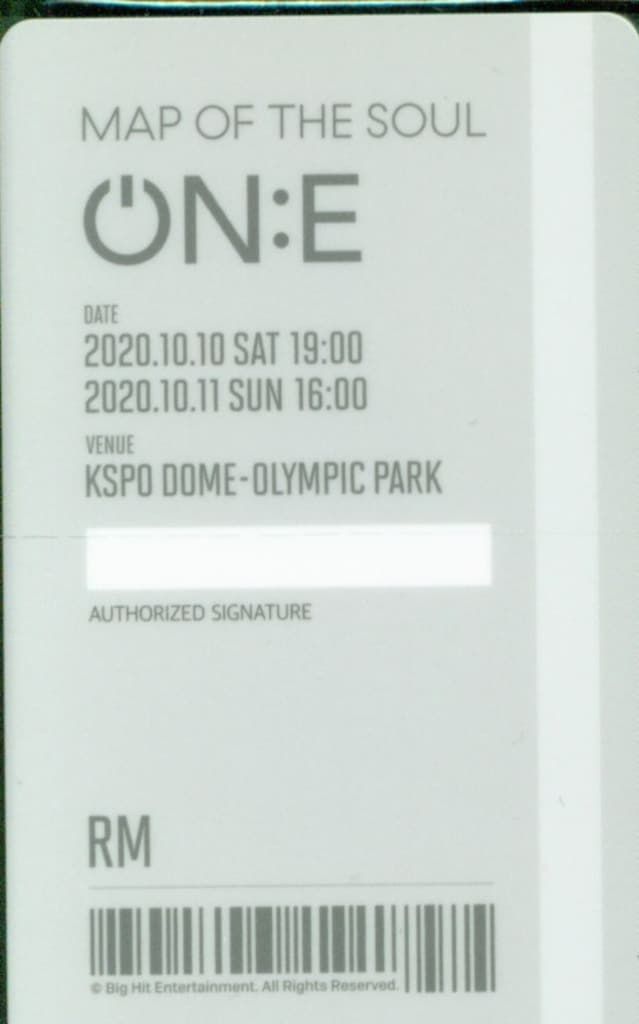 MAP OF THE SOUL
ON:E
DATE
2020.10.10 SAT 19:00
2020.10.11 SUN 16:00
VENUE
KSPO DOME-OLYMPIC PARK
AUTHORIZED SIGNATURE
RM
© Big Hit Entertainment. All Rights Reserved.